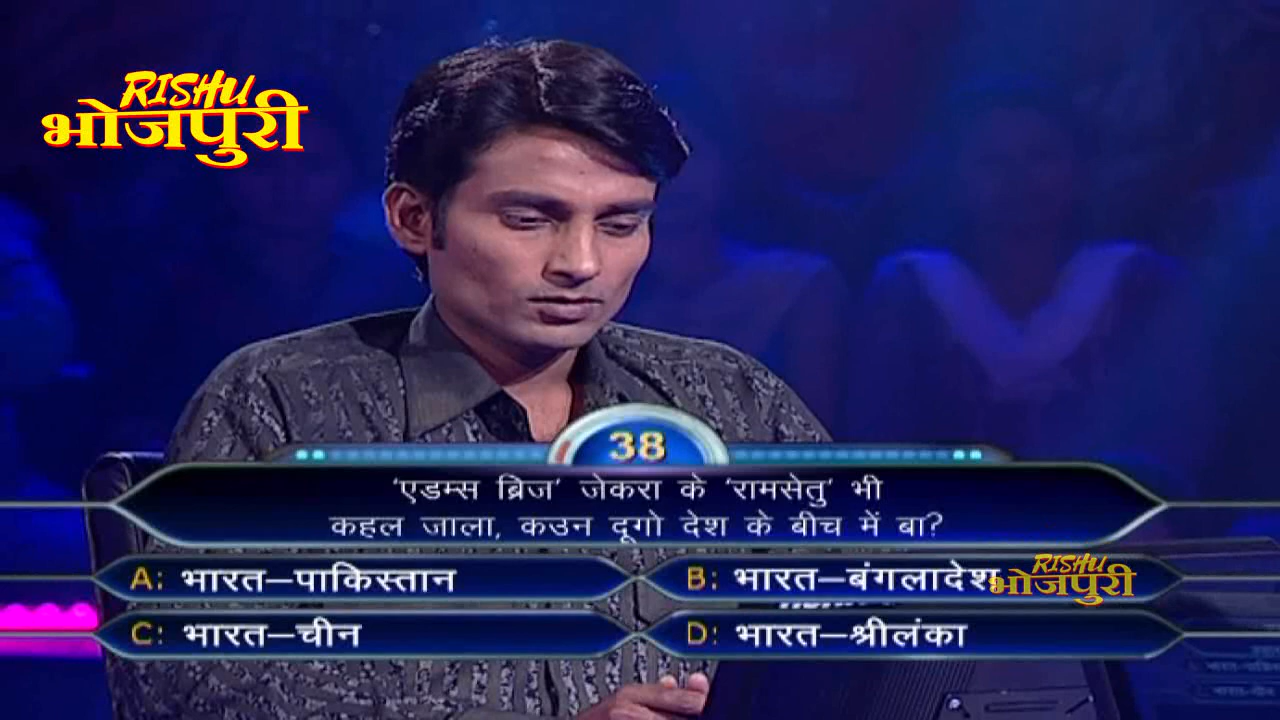 RISHU
भोजपुरी
38
‘एडम्स ब्रिज’ जेकरा के ‘रामसेतु’ भी
कहल जाला, कउन दूगो देश के बीच में बा?
A: भारत–पाकिस्तान
B: भारत–बंगलादेश
RISHU
भोजपुरी
C: भारत–चीन
D: भारत–श्रीलंका